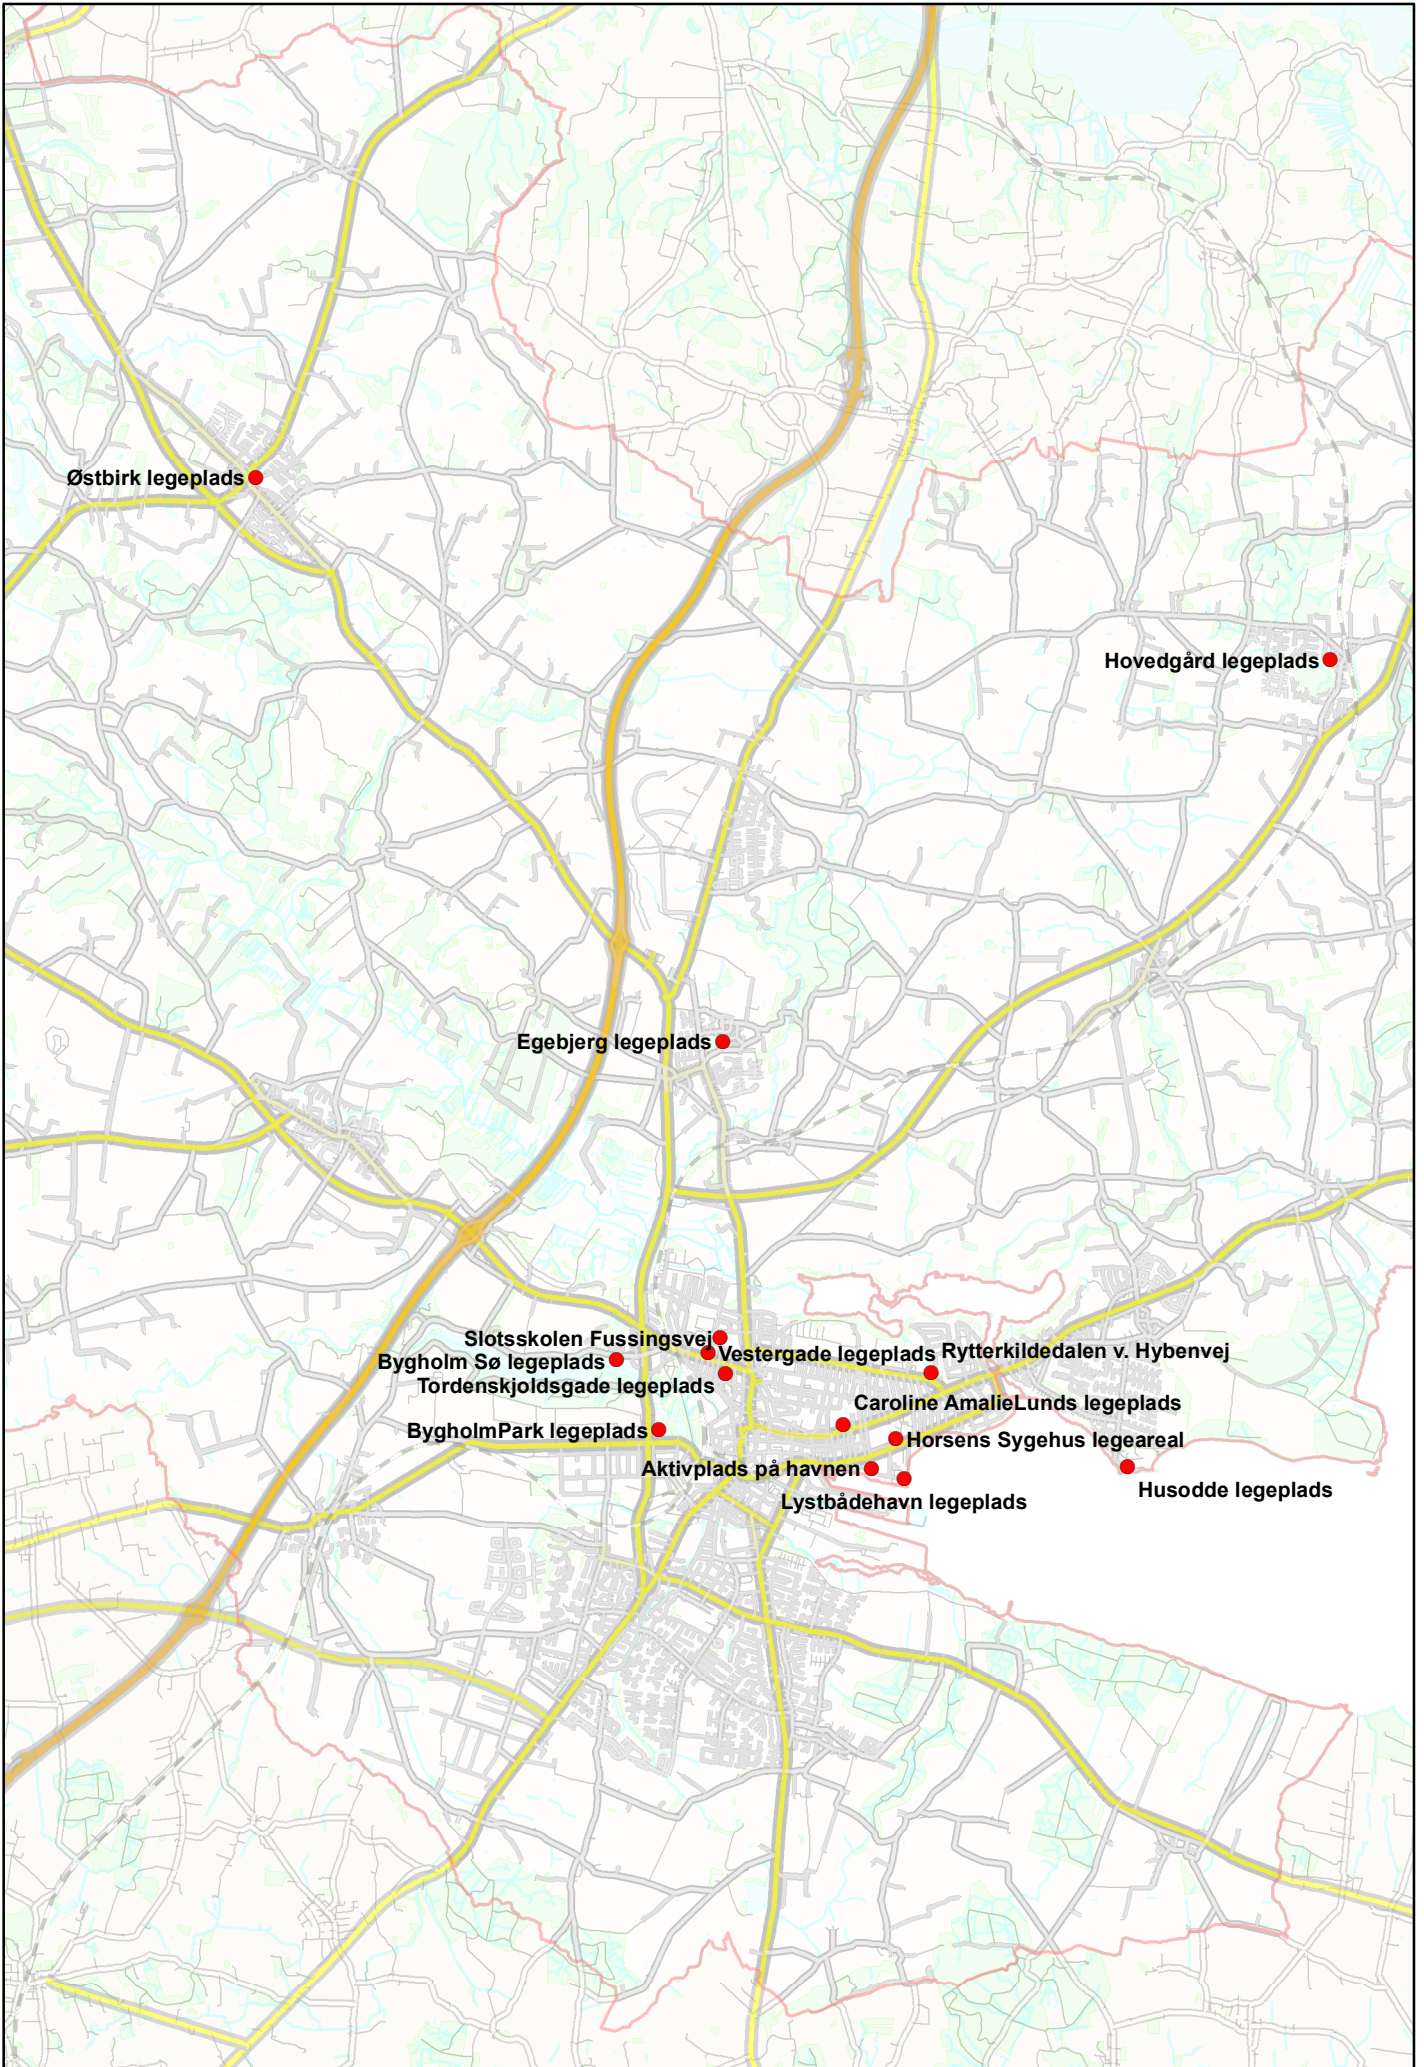 Østbirk legeplads
Hovedgård legeplads
Egebjerg legeplads
Slotsskolen Fussingsvej
Vestergade legeplads
Rytterkildedalen v. Hybenvej
Bygholm Sø legeplads
Tordenskjoldsgade legeplads
Caroline AmalieLunds legeplads
BygholmPark legeplads
Horsens Sygehus legeareal
Aktivplads på havnen
Husodde legeplads
Lystbådehavn legeplads